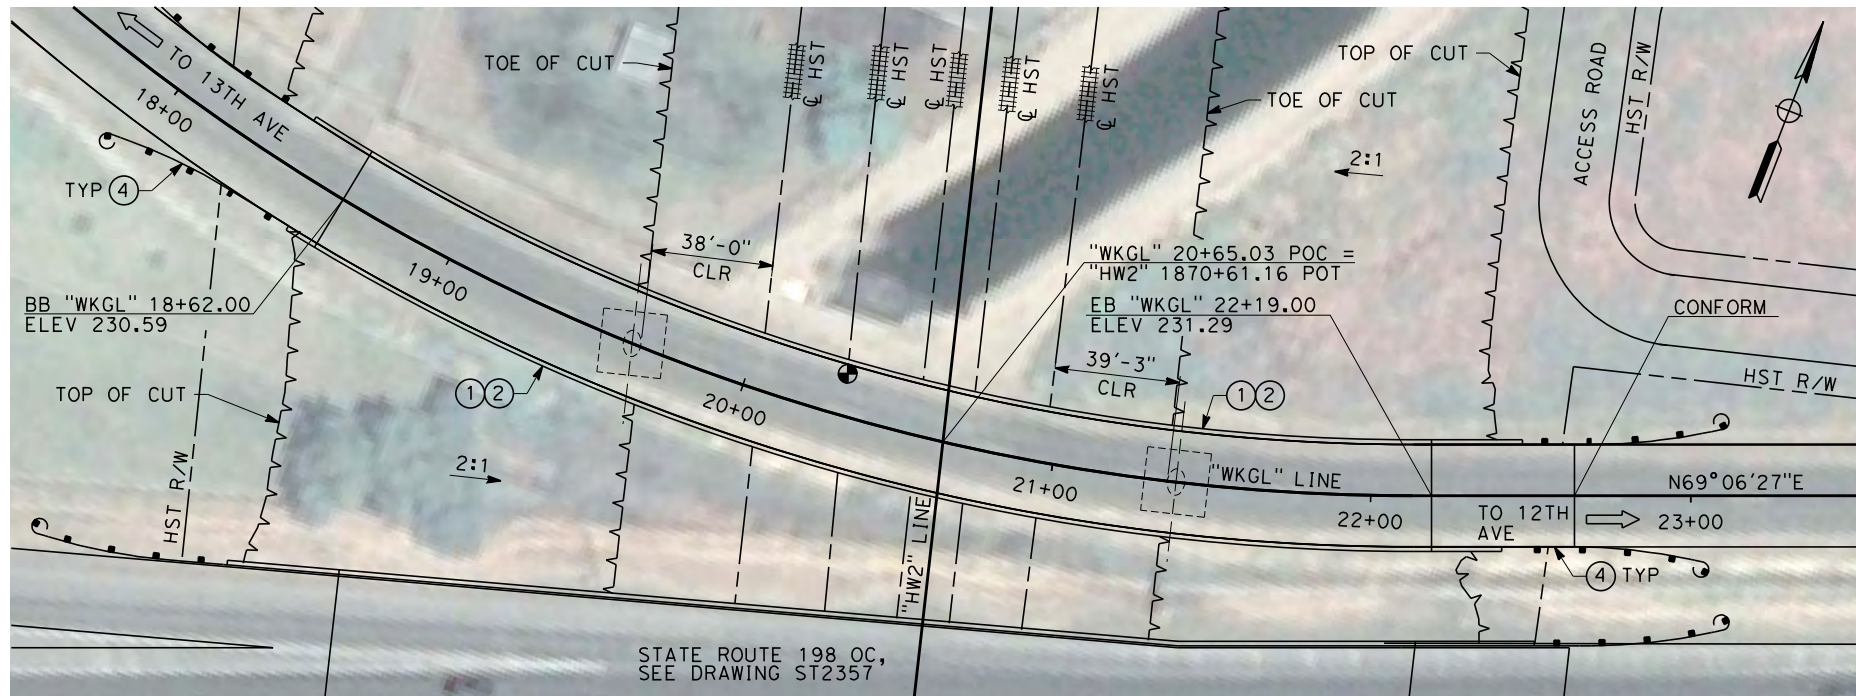 TO 13TH AVE
18+00
TYP 4
BB "WKGL" 18+62.00
ELEV 230.59
TOP OF CUT
HST R/W
19+00
TOE OF CUT
38'-0"
CLR
℄ HST
℄ HST
℄ HST
℄ HST
℄ HST
1 2
20+00
2:1
"HW2" LINE
STATE ROUTE 198 OC,
SEE DRAWING ST2357
"WKGL" 20+65.03 POC =
"HW2" 1870+61.16 POT
EB "WKGL" 22+19.00
ELEV 231.29
39'-3"
CLR
1 2
21+00
"WKGL" LINE
22+00
TOP OF CUT
TOE OF CUT
2:1
ACCESS ROAD
HST R/W
CONFORM
HST R/W
N69°06'27"E
TO 12TH
AVE
23+00
4 TYP